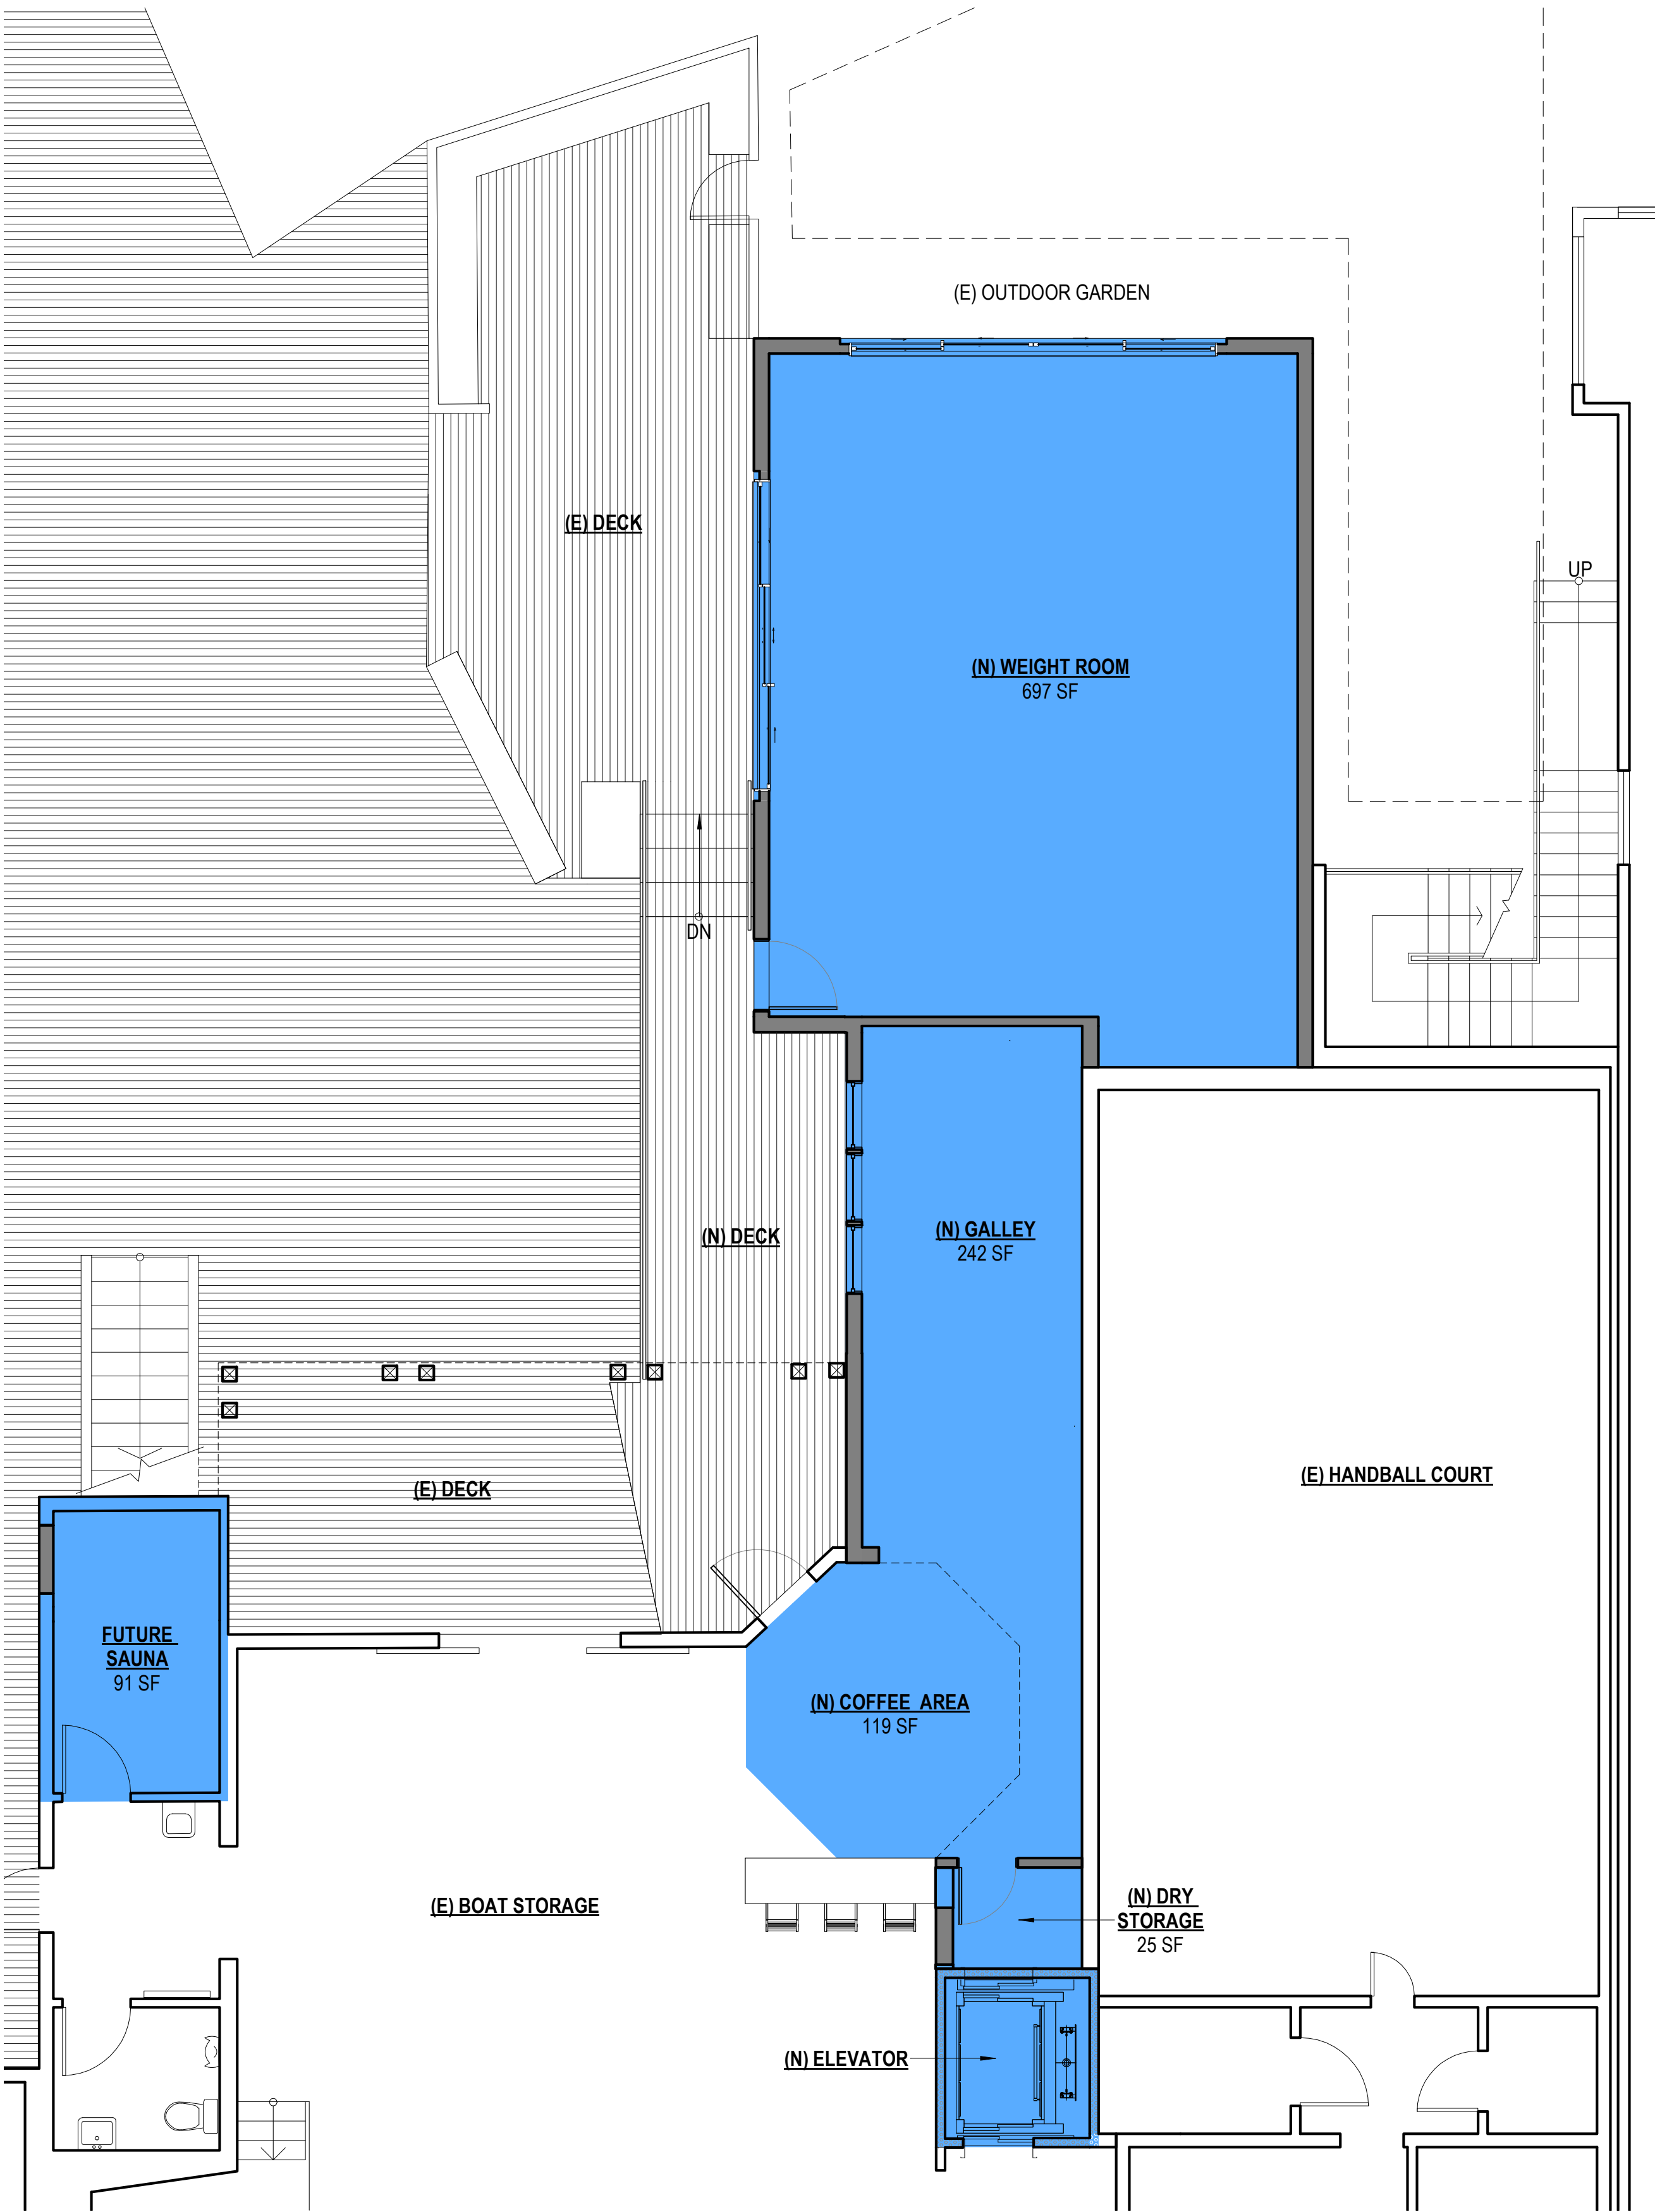 (E) OUTDOOR GARDEN
(E) DECK
UP
(N) WEIGHT ROOM
697 SF
DN
(N) DECK
(N) GALLEY
242 SF
(E) HANDBALL COURT
(E) DECK
FUTURE
SAUNA
91 SF
(N) COFFEE AREA
119 SF
(E) BOAT STORAGE
(N) DRY
STORAGE
25 SF
(N) ELEVATOR